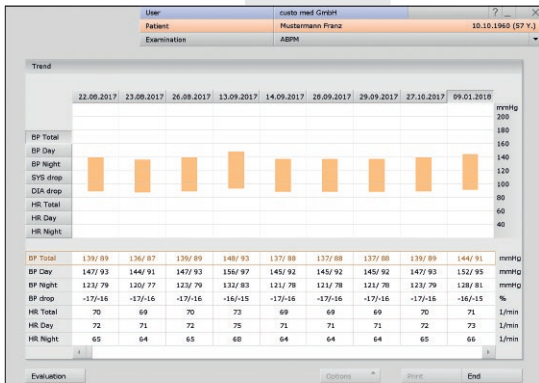 User custo med GmbH ? _ X
Patient Mustermann Franz 10.10.1960 (57 Y.)
Examination ABPM
Trend
22.08.2017 23.08.2017 26.08.2017 13.09.2017 14.09.2017 28.09.2017 29.09.2017 27.10.2017 09.01.2018
mmHg
200
180
BP Total 160
BP Day 140
BP Night 120
SYS drop 100
DIA drop 80
HR Total 60
HR Day 40
HR Night
BP Total 139/ 89 136/ 87 139/ 89 148/ 93 137/ 88 137/ 88 137/ 88 139/ 89 144/ 91 mmHg
BP Day 147/ 93 144/ 91 147/ 93 156/ 97 145/ 92 145/ 92 145/ 92 147/ 93 152/ 95 mmHg
BP Night 123/ 79 120/ 77 123/ 79 132/ 83 121/ 78 121/ 78 121/ 78 123/ 79 128/ 81 mmHg
BP drop -17/-16 -17/-16 -17/-16 -16/-15 -17/-16 -17/-16 -17/-16 -17/-16 -16/-15 %
HR Total 70 69 70 73 69 69 69 70 71 1/min
HR Day 72 71 72 75 71 71 71 72 73 1/min
HR Night 65 64 65 68 64 64 64 65 66 1/min
Evaluation Options Print End